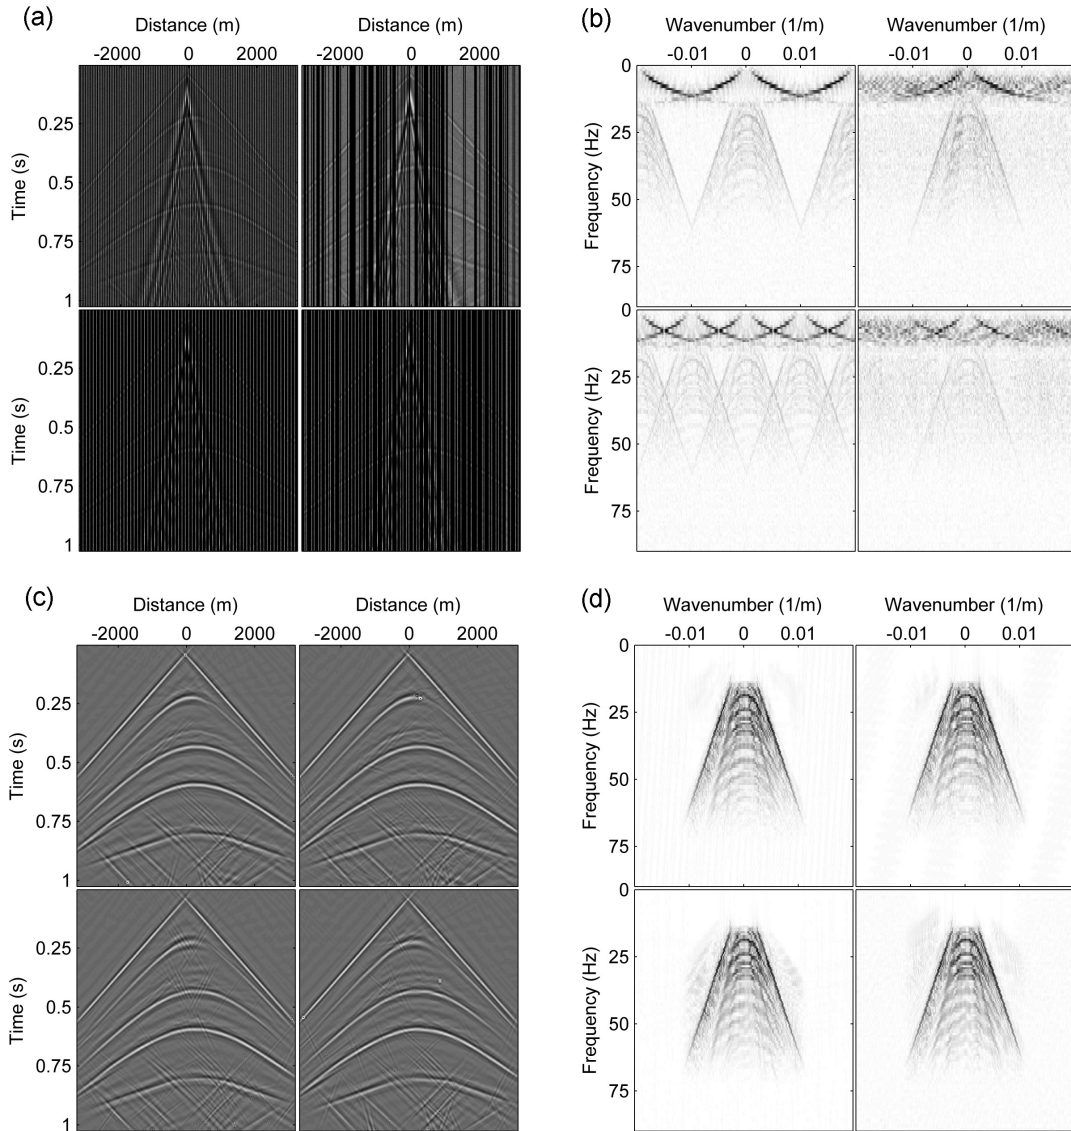 (a)
Distance (m)
-2000 0 2000
Time (s)
0.25
0.5
0.75
1
Time (s)
0.25
0.5
0.75
1
Distance (m)
-2000 0 2000
(b)
Wavenumber (1/m)
-0.01 0 0.01
Frequency (Hz)
0
25
50
75
Frequency (Hz)
0
25
50
75
Wavenumber (1/m)
-0.01 0 0.01
(c)
Distance (m)
-2000 0 2000
Time (s)
0.25
0.5
0.75
1
Time (s)
0.25
0.5
0.75
1
Distance (m)
-2000 0 2000
(d)
Wavenumber (1/m)
-0.01 0 0.01
Frequency (Hz)
0
25
50
75
Frequency (Hz)
0
25
50
75
Wavenumber (1/m)
-0.01 0 0.01